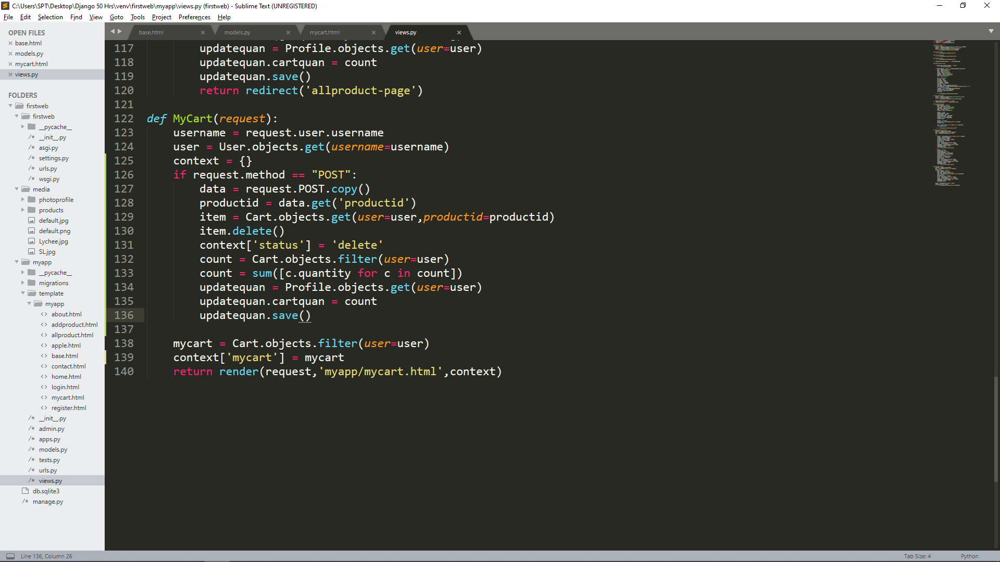 C:\Users\SPT\Desktop\Django 50 Hrs\venv\firstweb\myapp\views.py (firstweb) - Sublime Text (UNREGISTERED)
File Edit Selection Find View Goto Tools Project Preferences Help
OPEN FILES
base.html
models.py
mycart.html
views.py
FOLDERS
firstweb
firstweb
__pycache__
/* __init__.py
/* asgi.py
/* settings.py
/* urls.py
/* wsgi.py
media
photoprofile
products
default.jpg
default.png
Lychee.jpg
SL.jpg
myapp
__pycache__
migrations
template
myapp
<> about.html
<> addproduct.html
<> allproduct.html
<> apple.html
<> base.html
<> contact.html
<> home.html
<> login.html
<> mycart.html
<> register.html
/* __init__.py
/* admin.py
/* apps.py
/* models.py
/* tests.py
/* urls.py
/* views.py
db.sqlite3
/* manage.py
base.html models.py mycart.html views.py
117 updatequan = Profile.objects.get(user=user)
118 updatequan.cartquan = count
119 updatequan.save()
120 return redirect('allproduct-page')
121
122 def MyCart(request):
123 username = request.user.username
124 user = User.objects.get(username=username)
125 context = {}
126 if request.method == "POST":
127 data = request.POST.copy()
128 productid = data.get('productid')
129 item = Cart.objects.get(user=user,productid=productid)
130 item.delete()
131 context['status'] = 'delete'
132 count = Cart.objects.filter(user=user)
133 count = sum([c.quantity for c in count])
134 updatequan = Profile.objects.get(user=user)
135 updatequan.cartquan = count
136 updatequan.save()
137
138 mycart = Cart.objects.filter(user=user)
139 context['mycart'] = mycart
140 return render(request,'myapp/mycart.html',context)
Line 136, Column 26
Tab Size: 4
Python